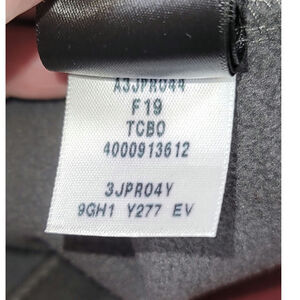 A3JPR044
F19
TCBO
4000913612
3JPR04Y
9GH1 Y277 EV